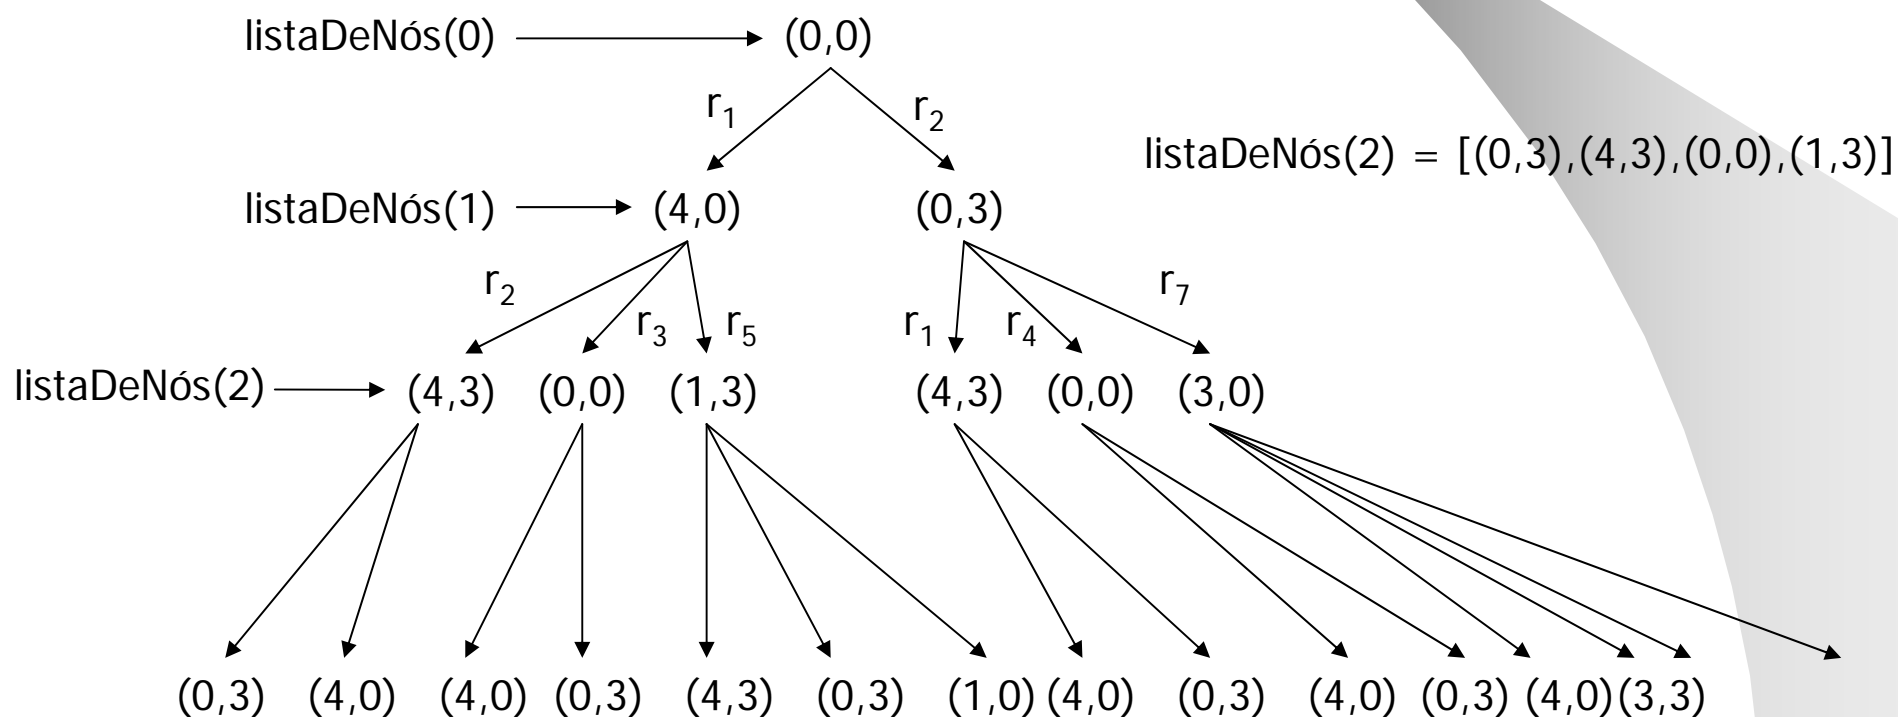 listaDeNós(0) (0,0)
r1 r2
listaDeNós(2) = [(0,3),(4,3),(0,0),(1,3)]
listaDeNós(1) (4,0) (0,3)
r2 r3 r5 r1 r4 r7
listaDeNós(2) (4,3) (0,0) (1,3) (4,3) (0,0) (3,0)
(0,3) (4,0) (4,0) (0,3) (4,3) (0,3) (1,0) (4,0) (0,3) (4,0) (0,3) (4,0) (3,3)